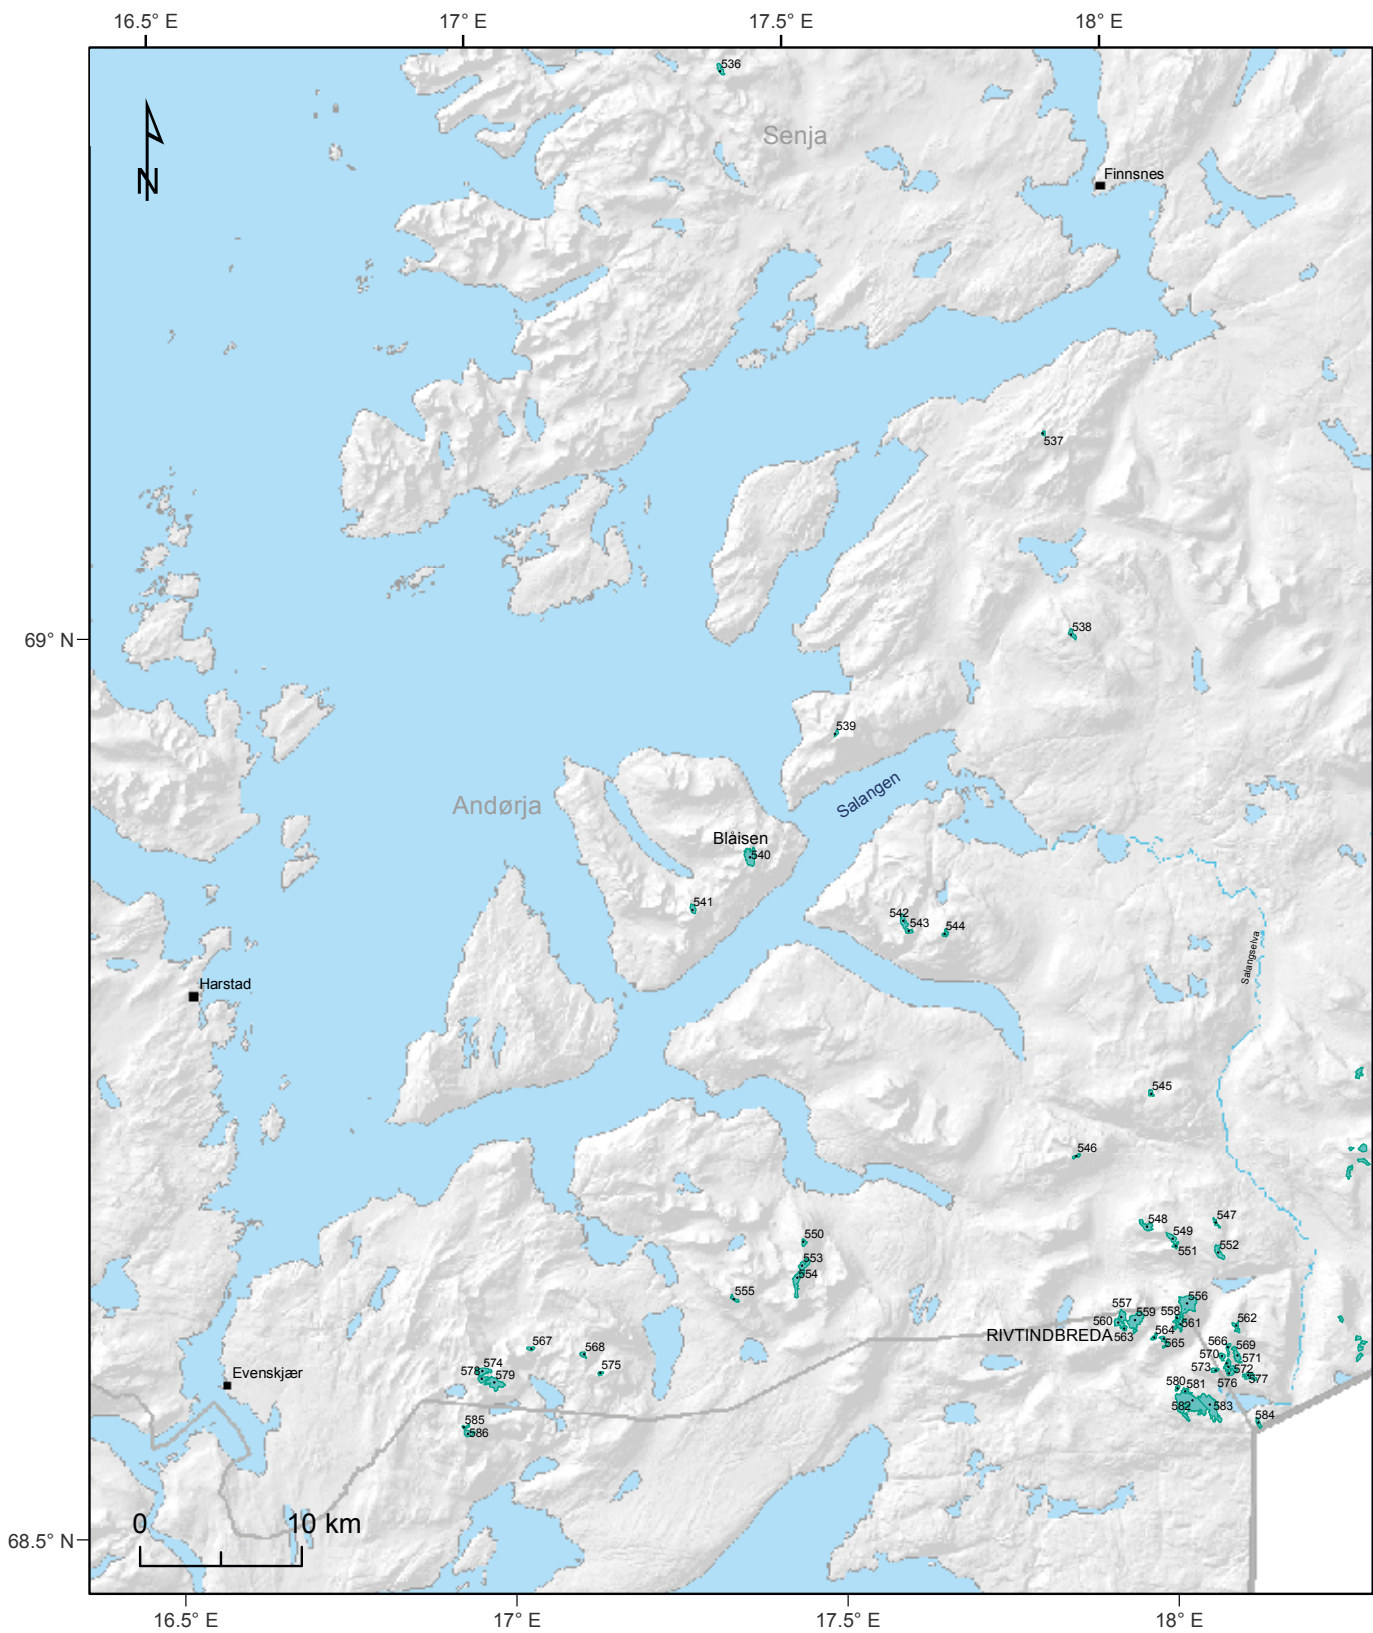 16.5° E
17° E
17.5° E
18° E
536
Senja
N
Finnsnes
537
69° N
538
539
Salangen
Andørja
Blåisen
540
541
542
543
544
Salangselva
Harstad
545
546
547
548
549
550
551
552
553
554
555
556
557
558
559
560
561
562
RIVTINDBREDA
563
564
565
566
567
568
569
570
571
572
573
574
575
576
577
578
579
580
581
582
583
584
585
586
Evenskjær
0
10 km
68.5° N
16.5° E
17° E
17.5° E
18° E